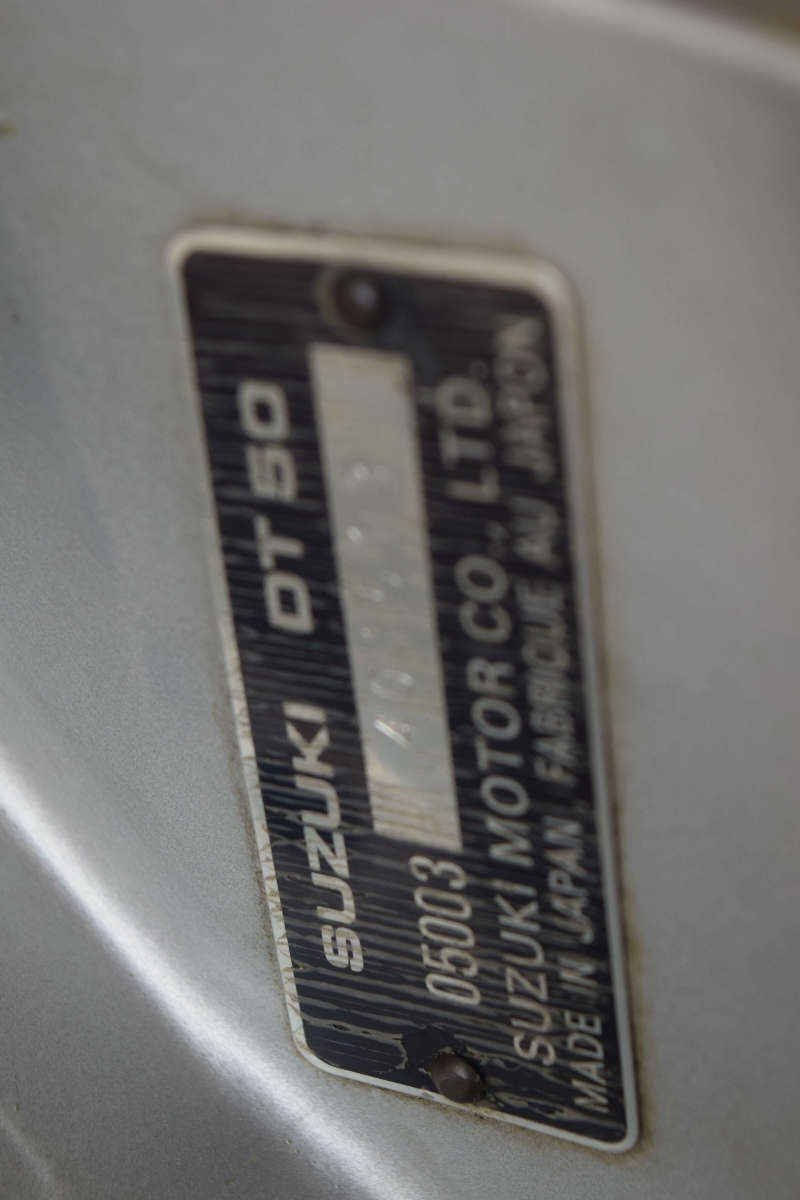 SUZUKI DT 50
05003
SUZUKI MOTOR CO., LTD.
MADE IN JAPAN FABRIQUE AU JAPON